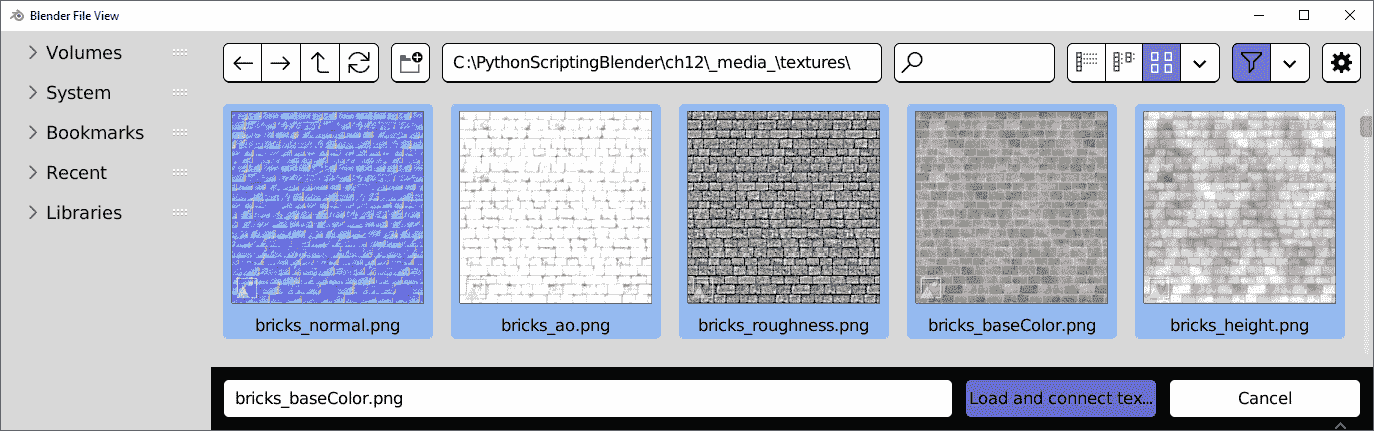 Blender File View
Volumes
System
Bookmarks
Recent
Libraries
C:\PythonScriptingBlender\ch12\_media_\textures\
bricks_normal.png
bricks_ao.png
bricks_roughness.png
bricks_baseColor.png
bricks_height.png
bricks_baseColor.png
Load and connect tex...
Cancel